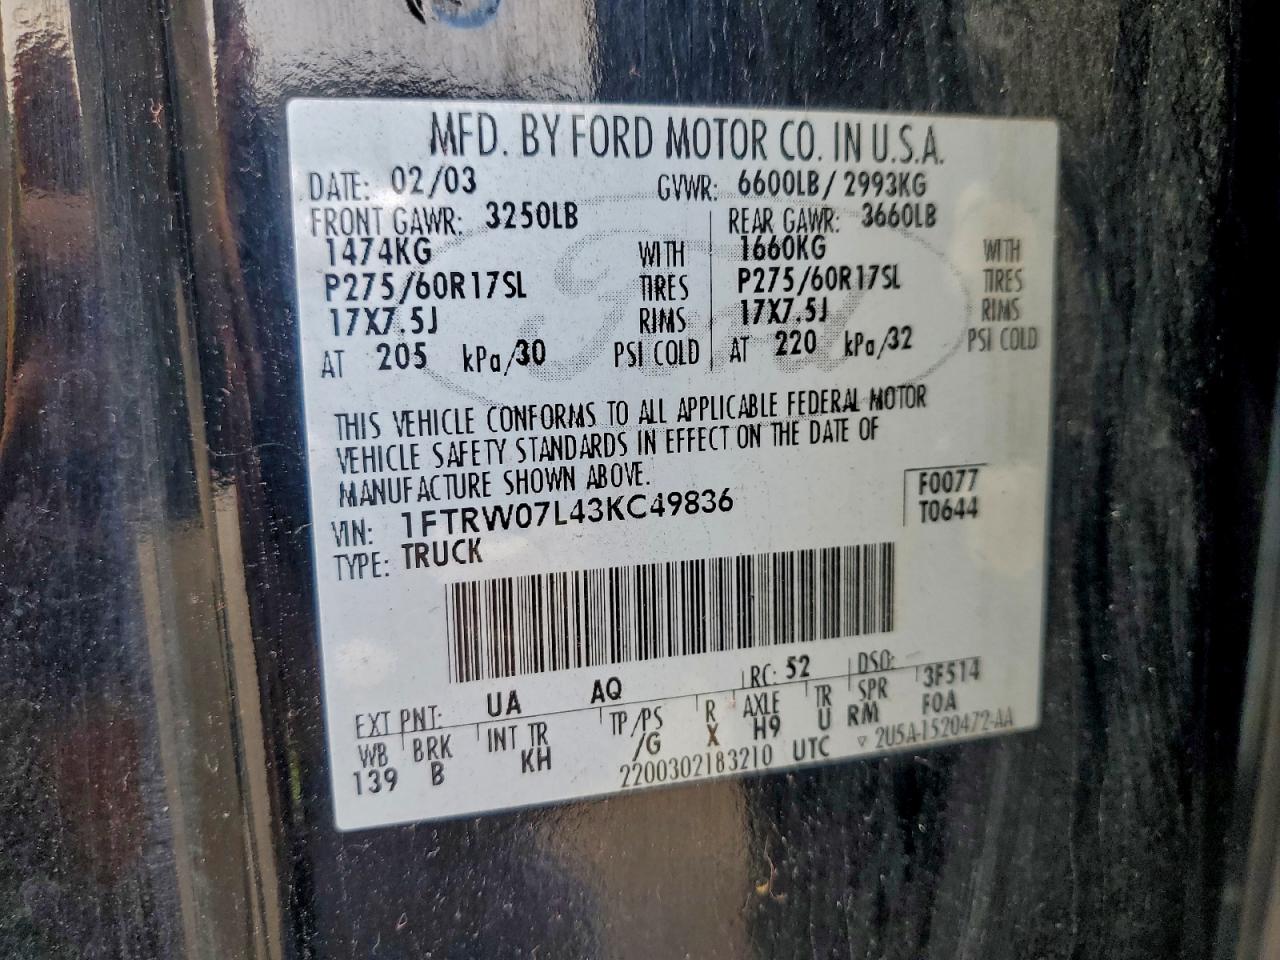 MFD. BY FORD MOTOR CO. IN U.S.A.
DATE: 02/03 GVWR: 6600LB / 2993KG
FRONT GAWR: 3250LB REAR GAWR: 3660LB
1474KG WITH 1660KG WITH
P275/60R17SL TIRES P275/60R17SL TIRES
17X7.5J RIMS 17X7.5J RIMS
AT 205 kPa/30 PSI COLD AT 220 kPa/32 PSI COLD
Ford
THIS VEHICLE CONFORMS TO ALL APPLICABLE FEDERAL MOTOR
VEHICLE SAFETY STANDARDS IN EFFECT ON THE DATE OF
MANUFACTURE SHOWN ABOVE.
F0077
VIN: 1FTRW07L43KC49836
T0644
TYPE: TRUCK
EXT PNT: UA AQ RC: 52 DSO: 3F514
WB BRK INT TR TP/PS R AXLE TR SPR F0A
139 B KH /G X H9 U RM
2200302183210 UTC ▽ 2U5A-1520472-AA